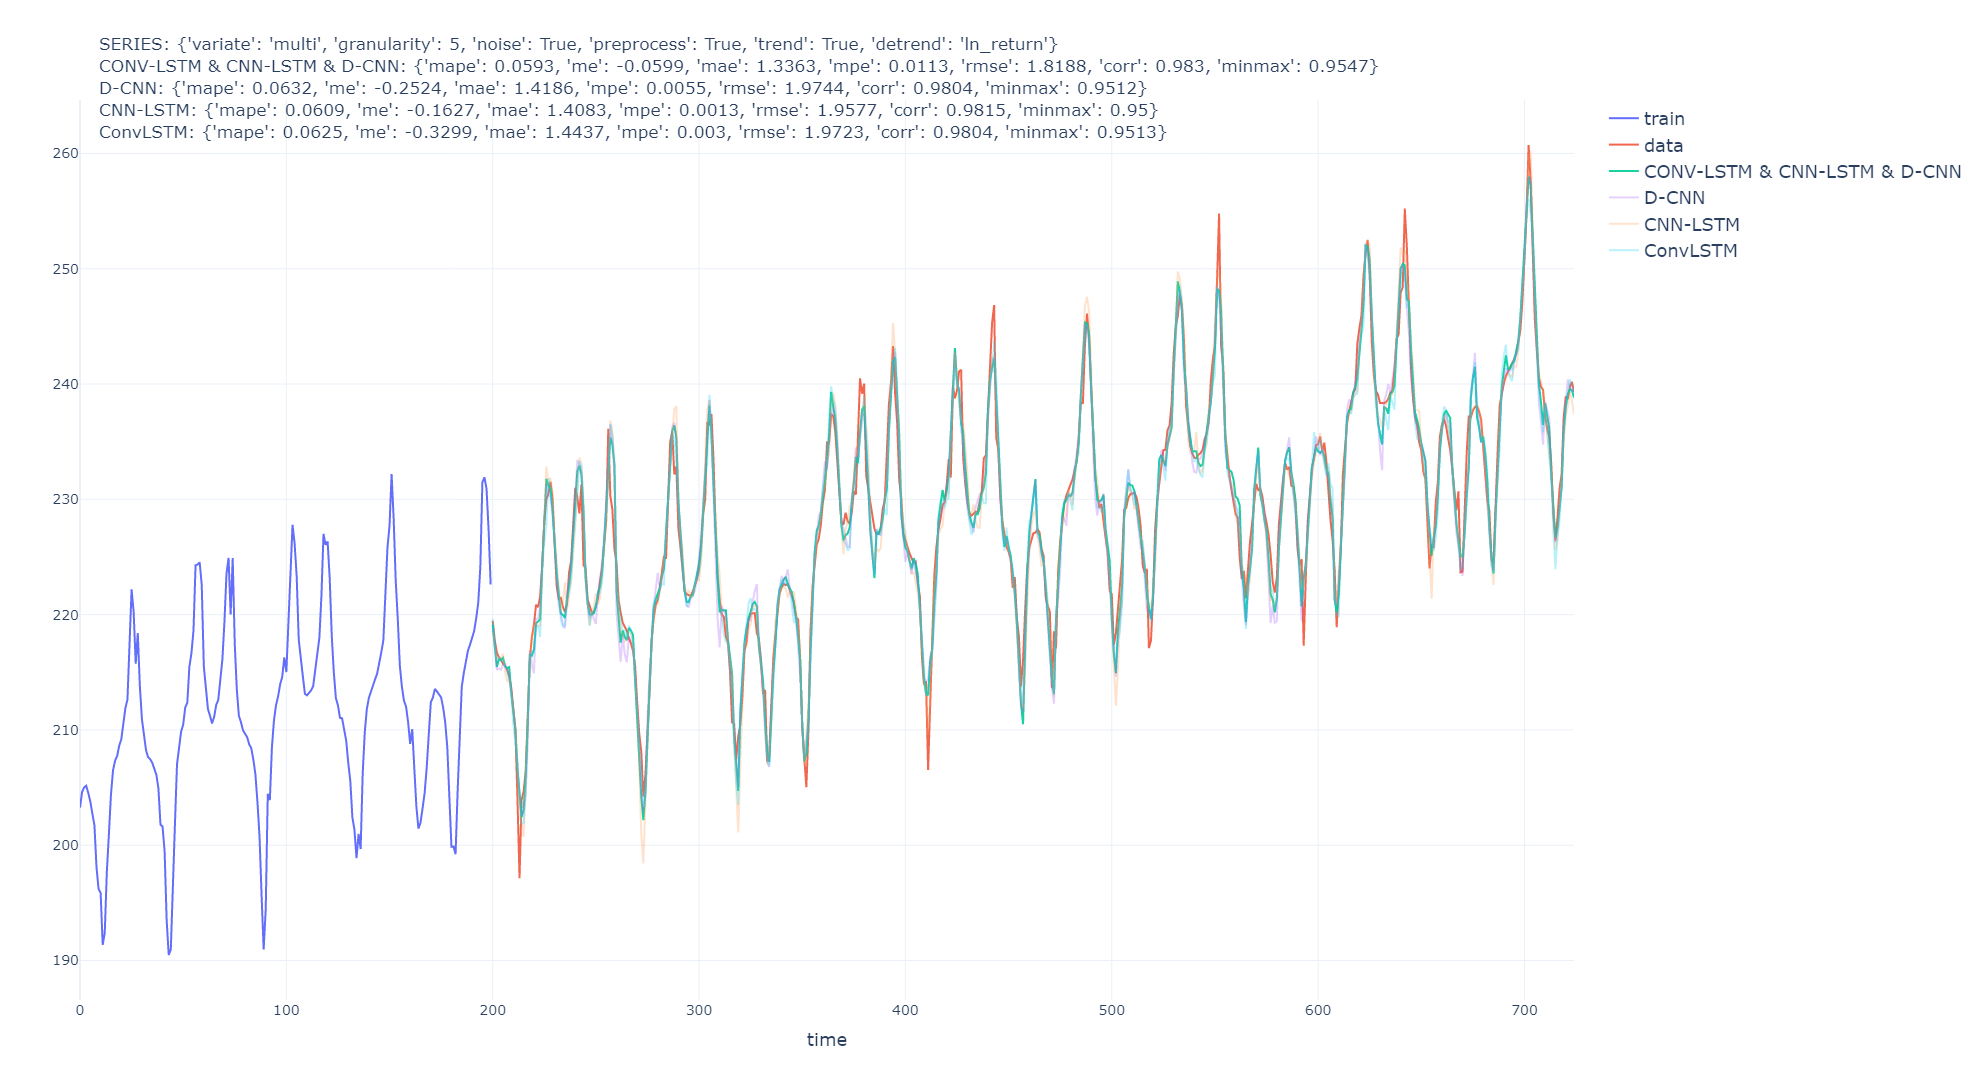 SERIES: {'variate': 'multi', 'granularity': 5, 'noise': True, 'preprocess': True, 'trend': True, 'detrend': 'ln_return'}
CONV-LSTM & CNN-LSTM & D-CNN: {'mape': 0.0593, 'me': -0.0599, 'mae': 1.3363, 'mpe': 0.0113, 'rmse': 1.8188, 'corr': 0.983, 'minmax': 0.9547}
D-CNN: {'mape': 0.0632, 'me': -0.2524, 'mae': 1.4186, 'mpe': 0.0055, 'rmse': 1.9744, 'corr': 0.9804, 'minmax': 0.9512}
CNN-LSTM: {'mape': 0.0609, 'me': -0.1627, 'mae': 1.4083, 'mpe': 0.0013, 'rmse': 1.9577, 'corr': 0.9815, 'minmax': 0.95}
ConvLSTM: {'mape': 0.0625, 'me': -0.3299, 'mae': 1.4437, 'mpe': 0.003, 'rmse': 1.9723, 'corr': 0.9804, 'minmax': 0.9513}
train
data
CONV-LSTM & CNN-LSTM & D-CNN
D-CNN
CNN-LSTM
ConvLSTM
260
250
240
230
220
210
200
190
0 100 200 300 400 500 600 700
time